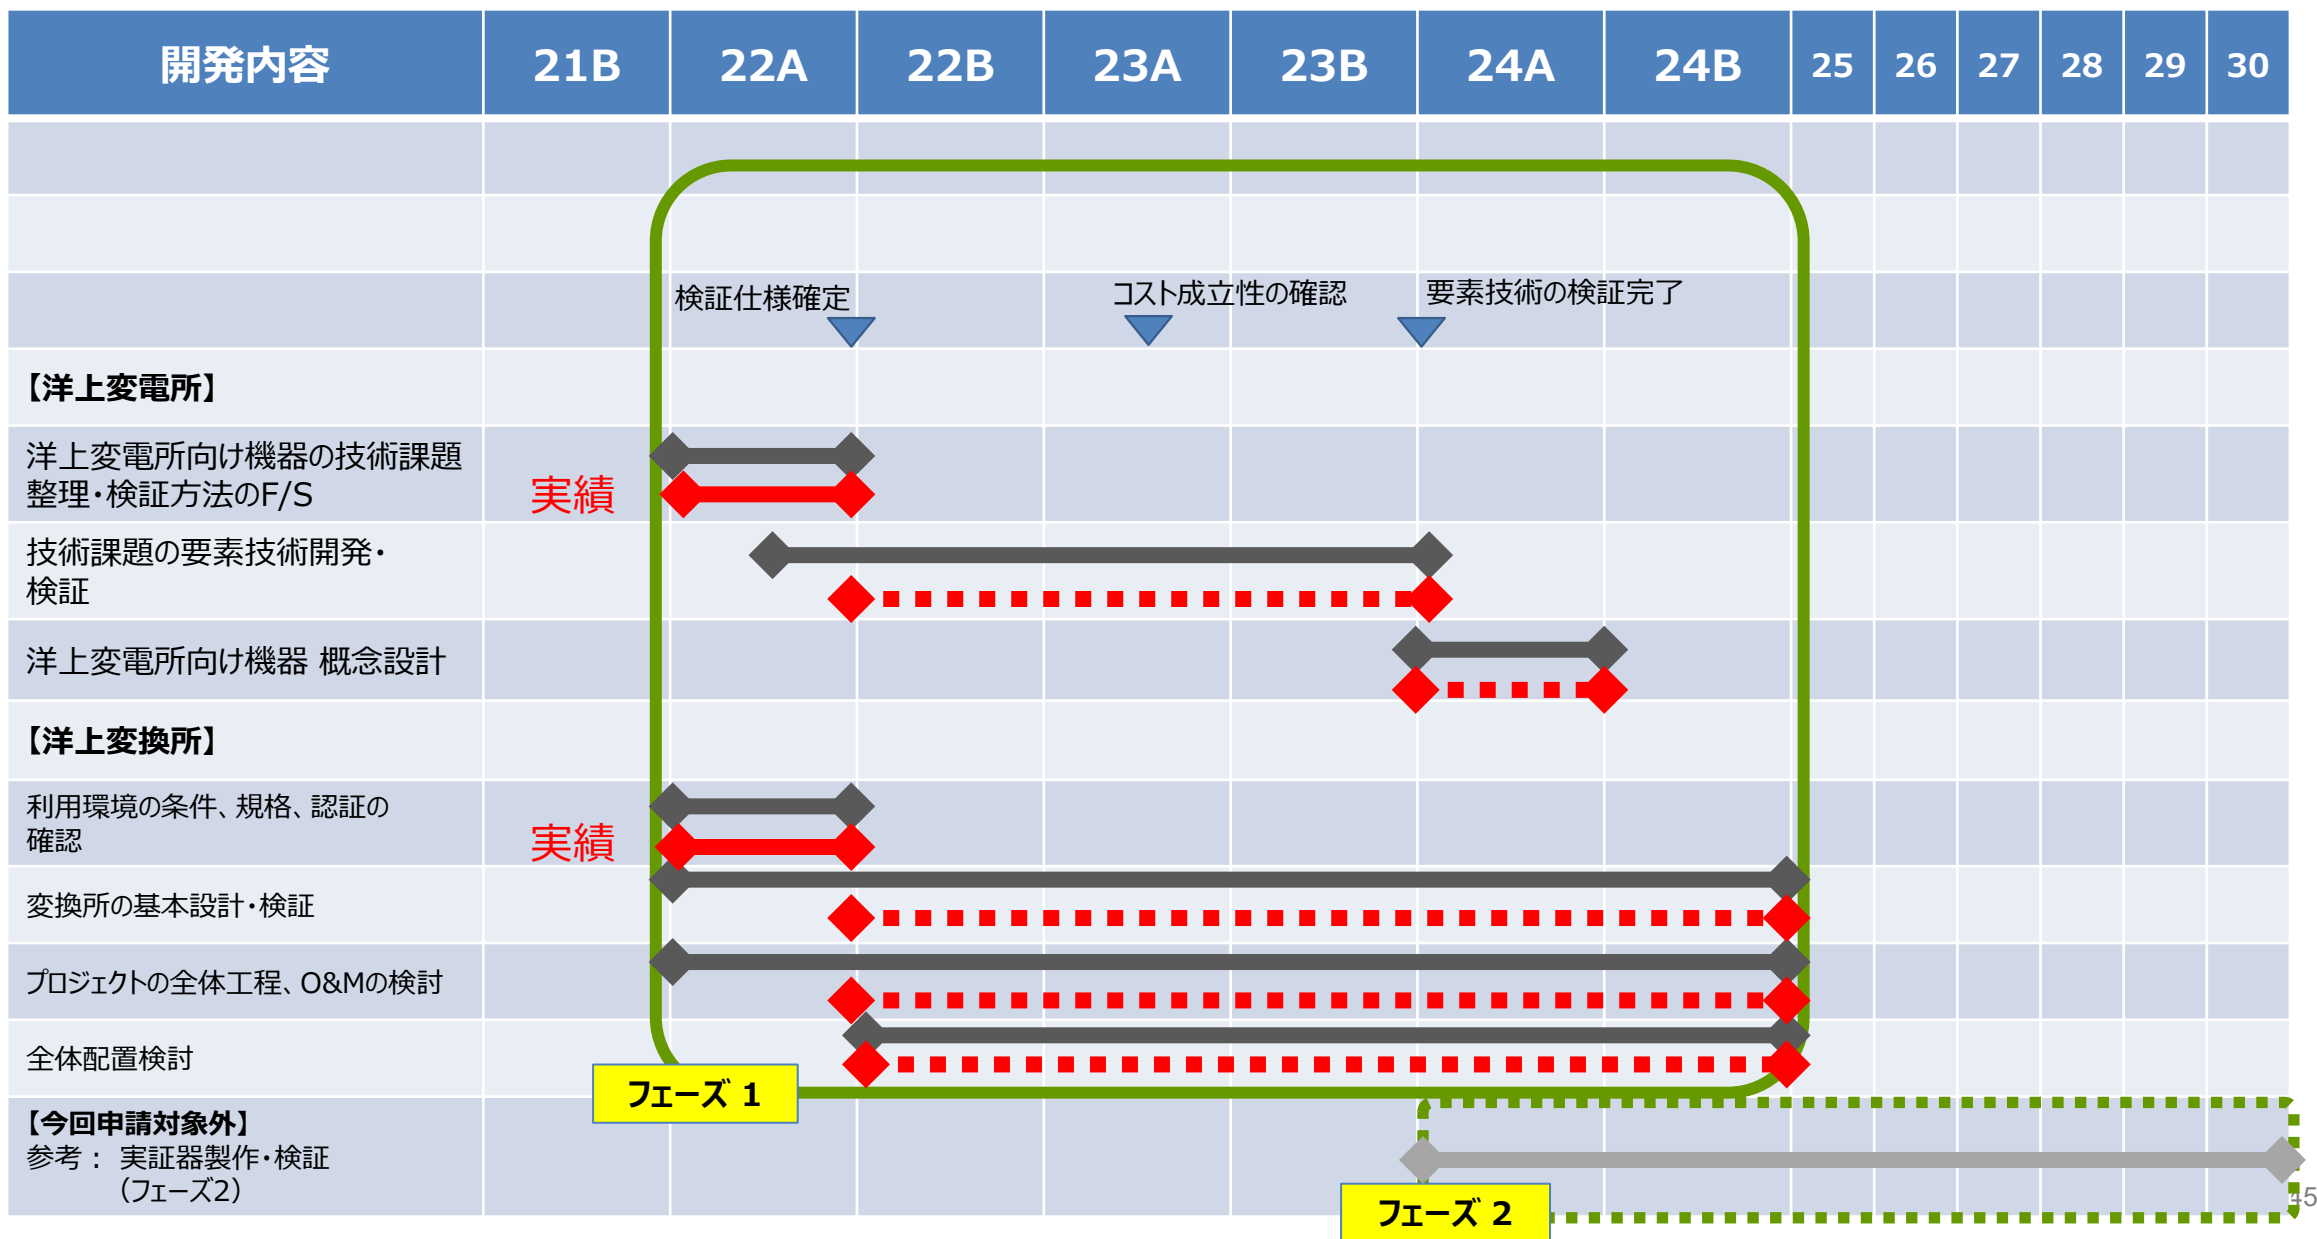 開発内容 21B 22A 22B 23A 23B 24A 24B 25 26 27 28 29 30
検証仕様確定 コスト成立性の確認 要素技術の検証完了
【洋上変電所】
洋上変電所向け機器の技術課題
整理・検証方法のF/S
実績
技術課題の要素技術開発・
検証
洋上変電所向け機器 概念設計
【洋上変換所】
利用環境の条件、規格、認証の
確認
実績
変換所の基本設計・検証
プロジェクトの全体工程、O&Mの検討
全体配置検討
フェーズ 1
【今回申請対象外】
参考： 実証器製作・検証
（フェーズ2）
フェーズ 2
45